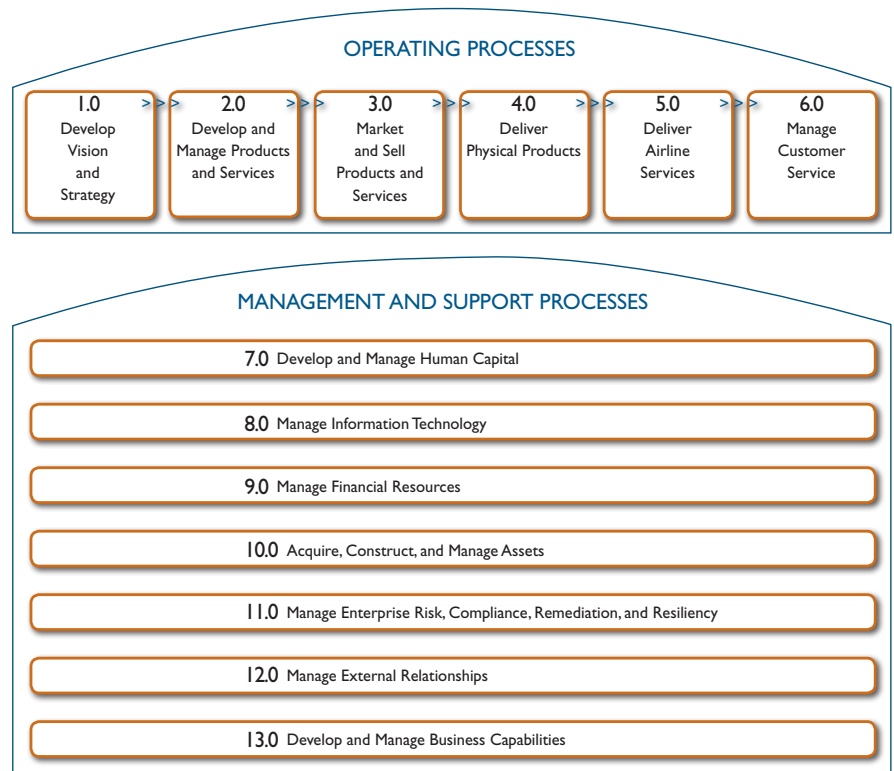 OPERATING PROCESSES
1.0 > > > 2.0 > > > 3.0 > > > 4.0 > > > 5.0 > > > 6.0
Develop
Vision
and
Strategy
Develop and
Manage Products
and Services
Market
and Sell
Products and
Services
Deliver
Physical Products
Deliver
Airline
Services
Manage
Customer
Service
MANAGEMENT AND SUPPORT PROCESSES
7.0 Develop and Manage Human Capital
8.0 Manage Information Technology
9.0 Manage Financial Resources
10.0 Acquire, Construct, and Manage Assets
11.0 Manage Enterprise Risk, Compliance, Remediation, and Resiliency
12.0 Manage External Relationships
13.0 Develop and Manage Business Capabilities